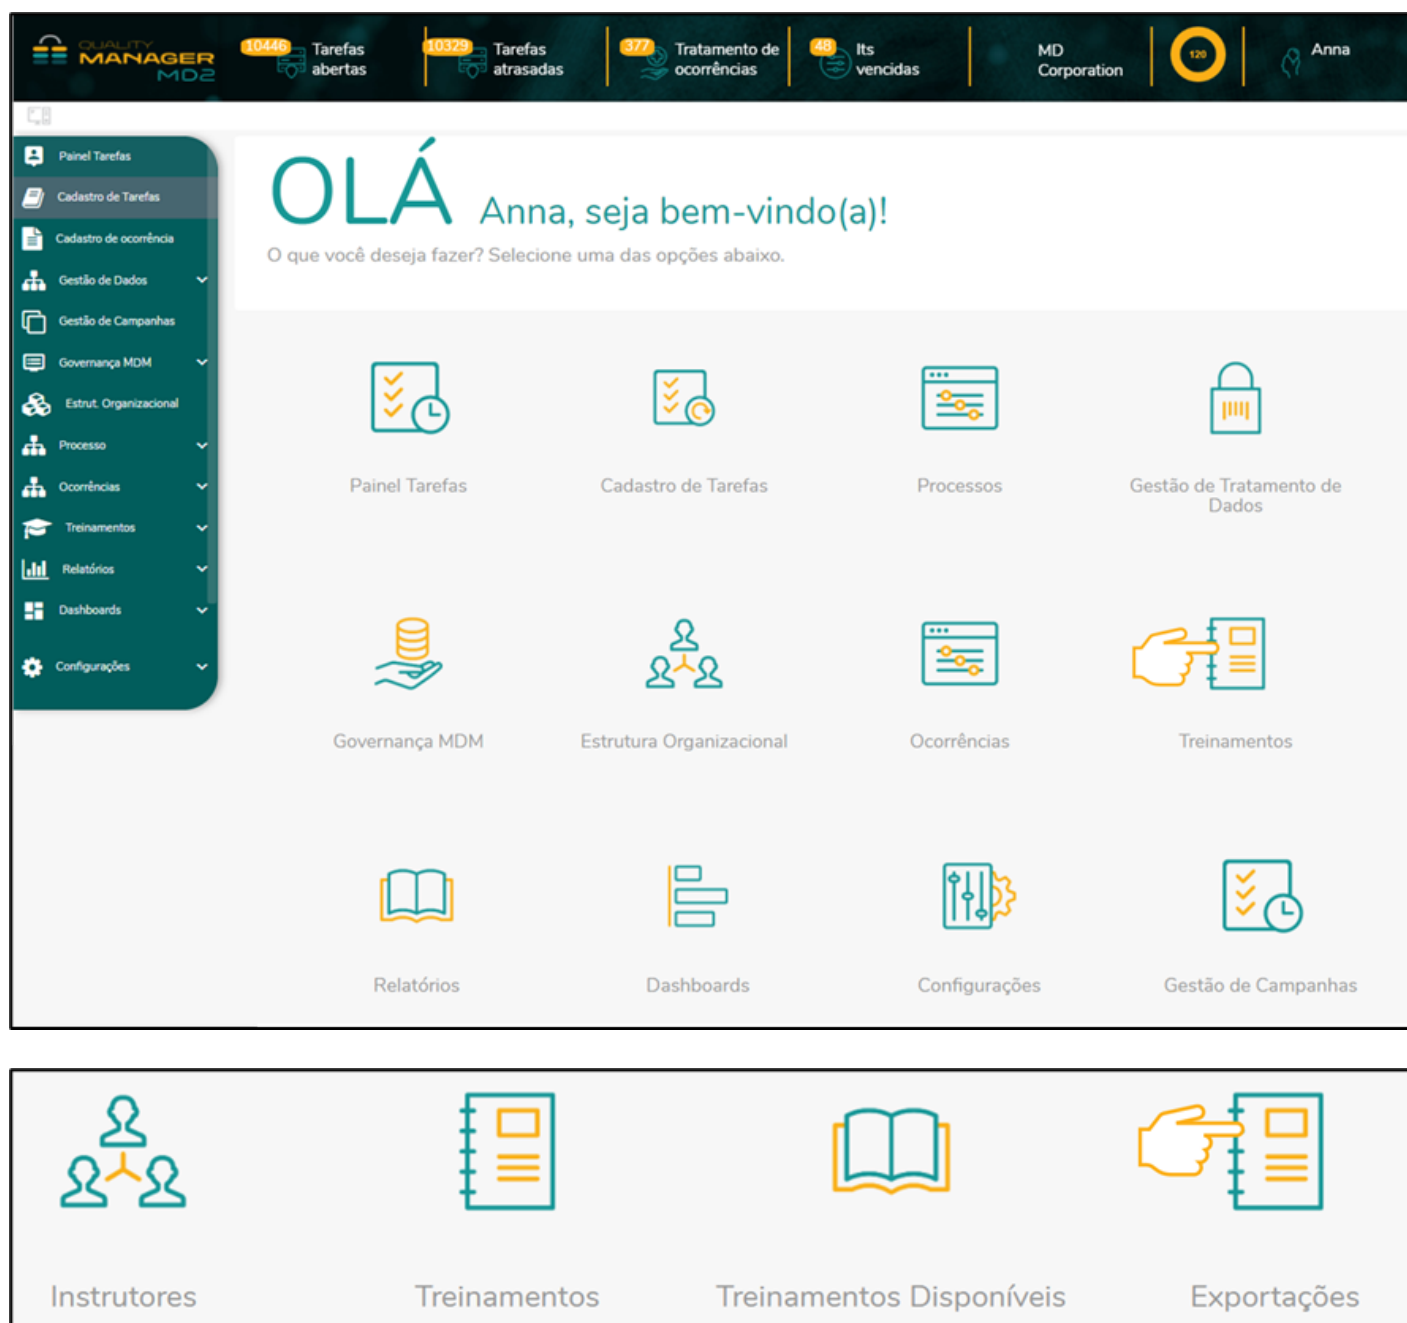 QUALITY
MANAGER
MD2
10446
Tarefas
abertas
10329
Tarefas
atrasadas
377
Tratamento de
ocorrências
48
Its
vencidas
MD
Corporation
120
Anna
Painel Tarefas
Cadastro de Tarefas
Cadastro de ocorrência
Gestão de Dados
Gestão de Campanhas
Governança MDM
Estrut. Organizacional
Processo
Ocorrências
Treinamentos
Relatórios
Dashboards
Configurações
OLÁ Anna, seja bem-vindo(a)!
O que você deseja fazer? Selecione uma das opções abaixo.
Painel Tarefas
Cadastro de Tarefas
Processos
Gestão de Tratamento de
Dados
Governança MDM
Estrutura Organizacional
Ocorrências
Treinamentos
Relatórios
Dashboards
Configurações
Gestão de Campanhas
Instrutores
Treinamentos
Treinamentos Disponíveis
Exportações